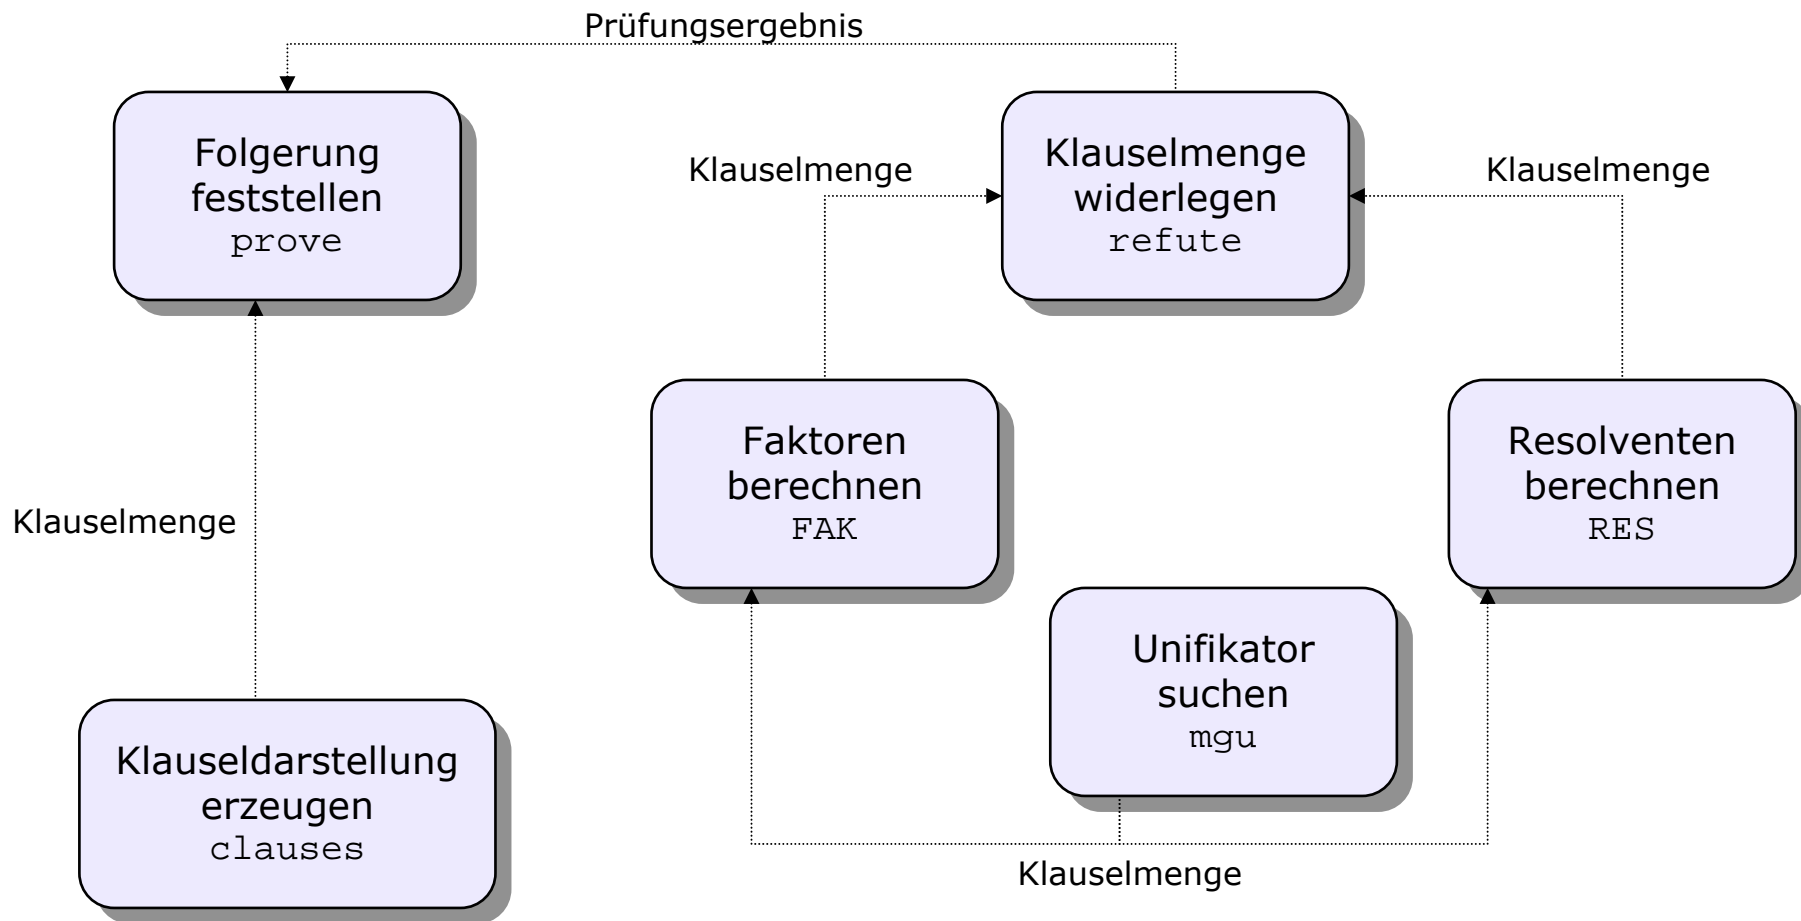 Prüfungsergebnis
Folgerung
feststellen
prove
Klauselmenge
widerlegen
refute
Klauselmenge
Klauselmenge
Faktoren
berechnen
FAK
Resolventen
berechnen
RES
Klauselmenge
Unifikator
suchen
mgu
Klauseldarstellung
erzeugen
clauses
Klauselmenge